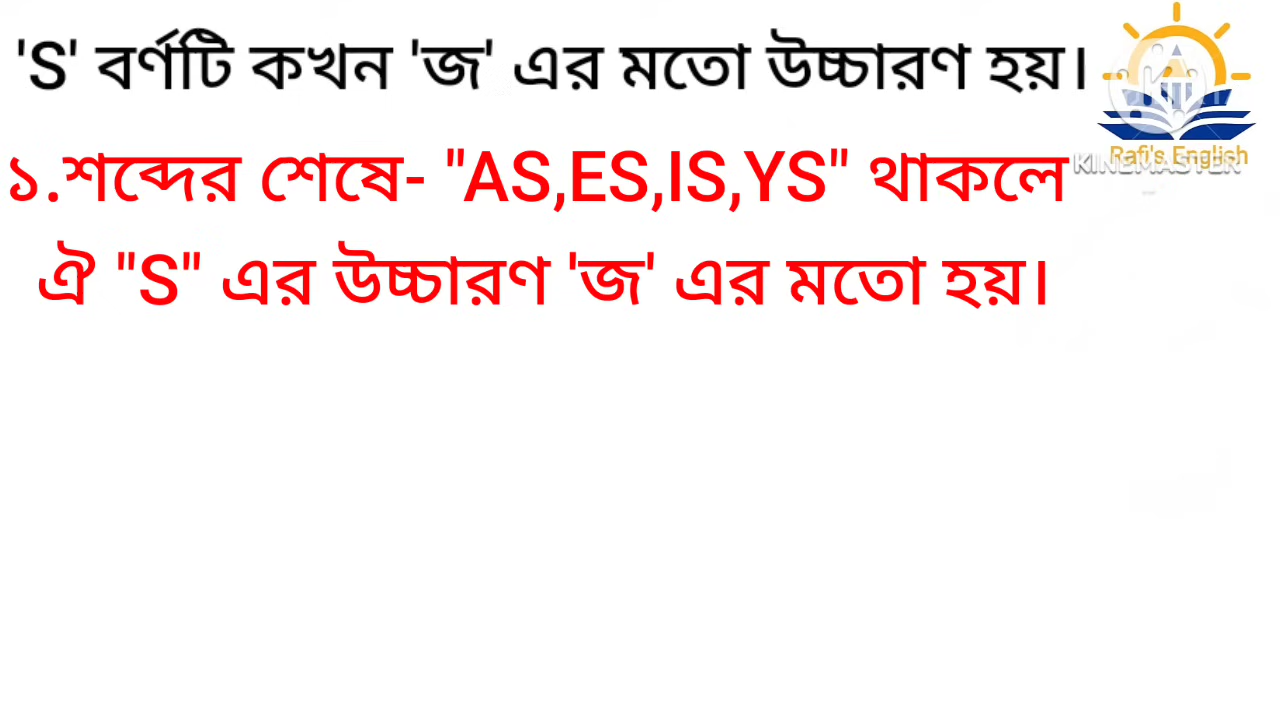 'S' বর্ণটি কখন 'জ' এর মতো উচ্চারণ হয়।
১.শব্দের শেষে- "AS,ES,IS,YS" থাকলে
ঐ "S" এর উচ্চারণ 'জ' এর মতো হয়।
Rafi's English
KINEMASTER